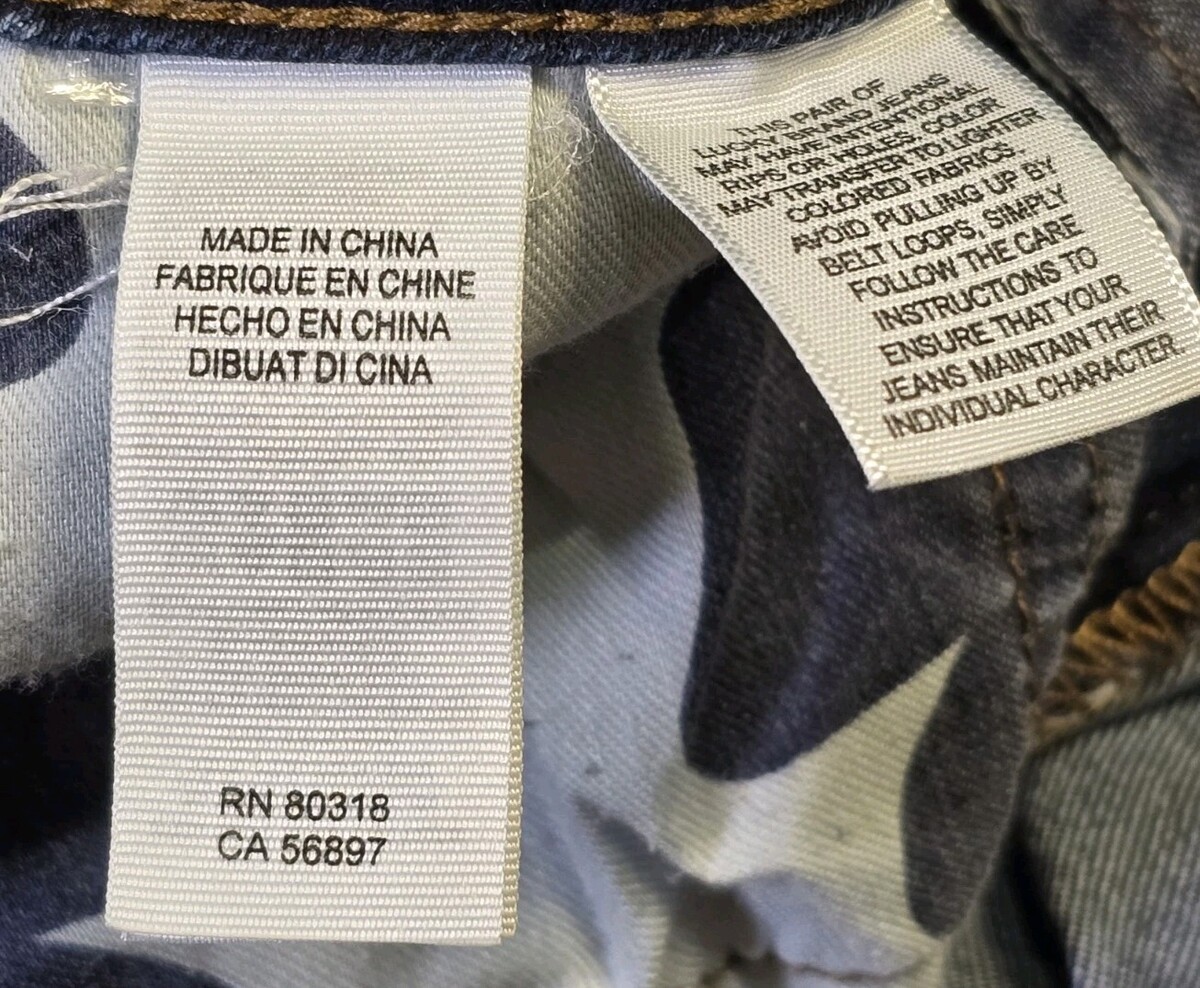 MADE IN CHINA
FABRIQUE EN CHINE
HECHO EN CHINA
DIBUAT DI CINA
RN 80318
CA 56897
THIS PAIR OF
LUCKY BRAND JEANS
MAY HAVE INTENTIONAL
RIPS OR HOLES. COLOR
MAY TRANSFER TO LIGHTER
COLORED FABRICS.
AVOID PULLING UP BY
BELT LOOPS, SIMPLY
FOLLOW THE CARE
INSTRUCTIONS TO
ENSURE THAT YOUR
JEANS MAINTAIN THEIR
INDIVIDUAL CHARACTER.